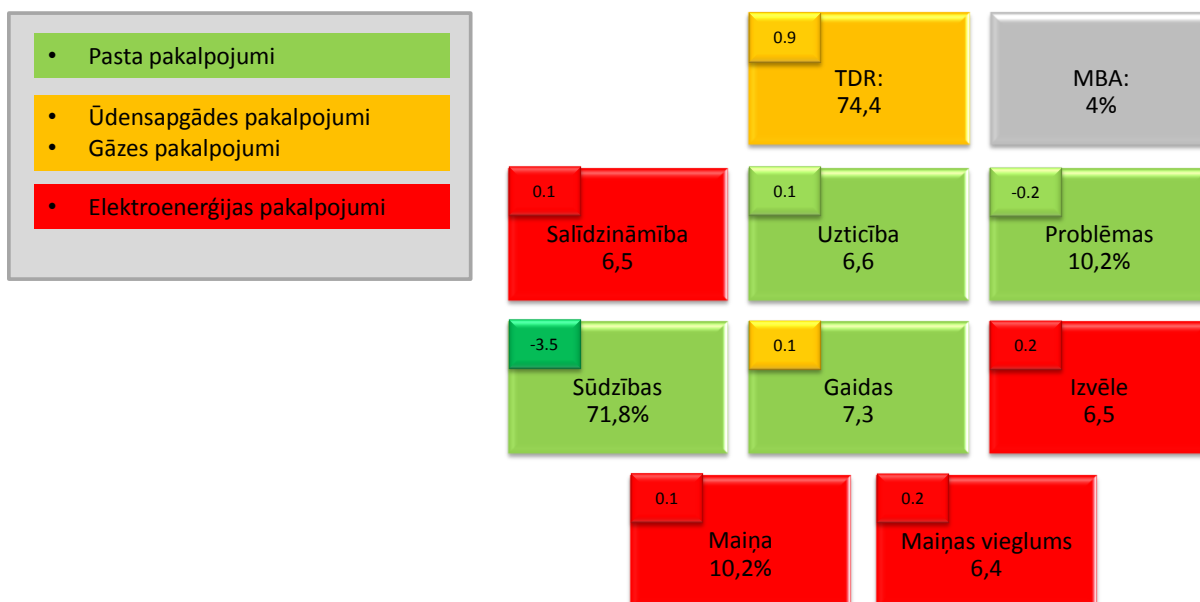 • Pasta pakalpojumi
• Ūdensapgādes pakalpojumi
• Gāzes pakalpojumi
• Elektroenerģijas pakalpojumi
0.9
TDR:
74,4
MBA:
4%
0.1
Salīdzināmība
6,5
0.1
Uzticība
6,6
-0.2
Problēmas
10,2%
-3.5
Sūdzības
71,8%
0.1
Gaidas
7,3
0.2
Izvēle
6,5
0.1
Maiņa
10,2%
0.2
Maiņas vieglums
6,4